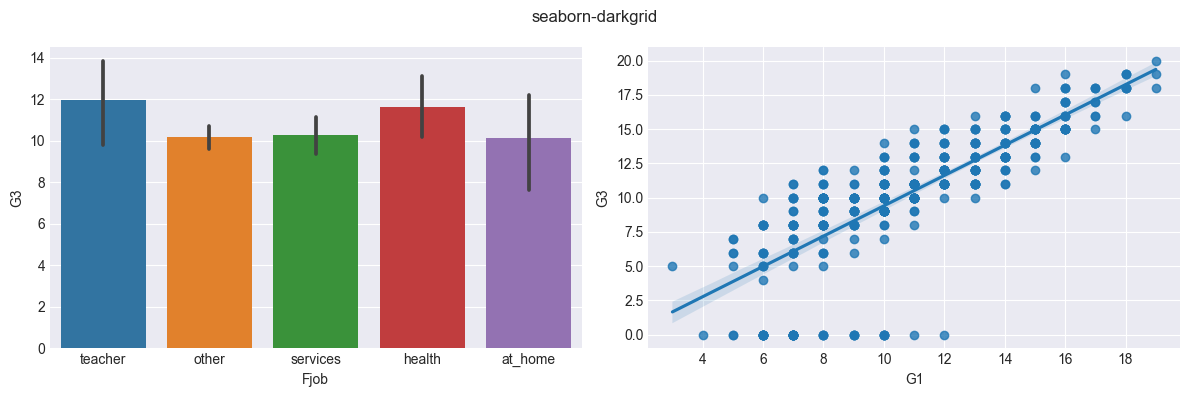 seaborn-darkgrid
G3
14
12
10
8
6
4
2
0
teacher other services health at_home
Fjob
G3
20.0
17.5
15.0
12.5
10.0
7.5
5.0
2.5
0.0
4 6 8 10 12 14 16 18
G1